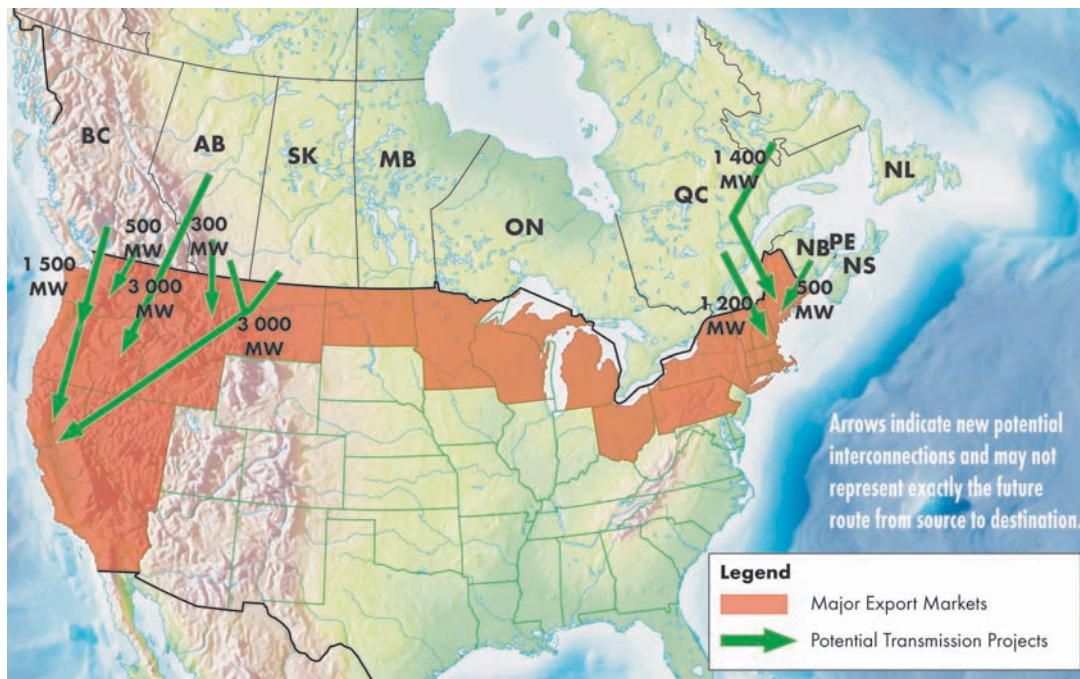 BC
AB
SK
MB
ON
QC
NL
NB
PE
NS
1 400
MW
500
MW
300
MW
1 500
MW
3 000
MW
3 000
MW
1 200
MW
500
MW
Arrows indicate new potential
interconnections and may not
represent exactly the future
route from source to destination.
Legend
Major Export Markets
Potential Transmission Projects